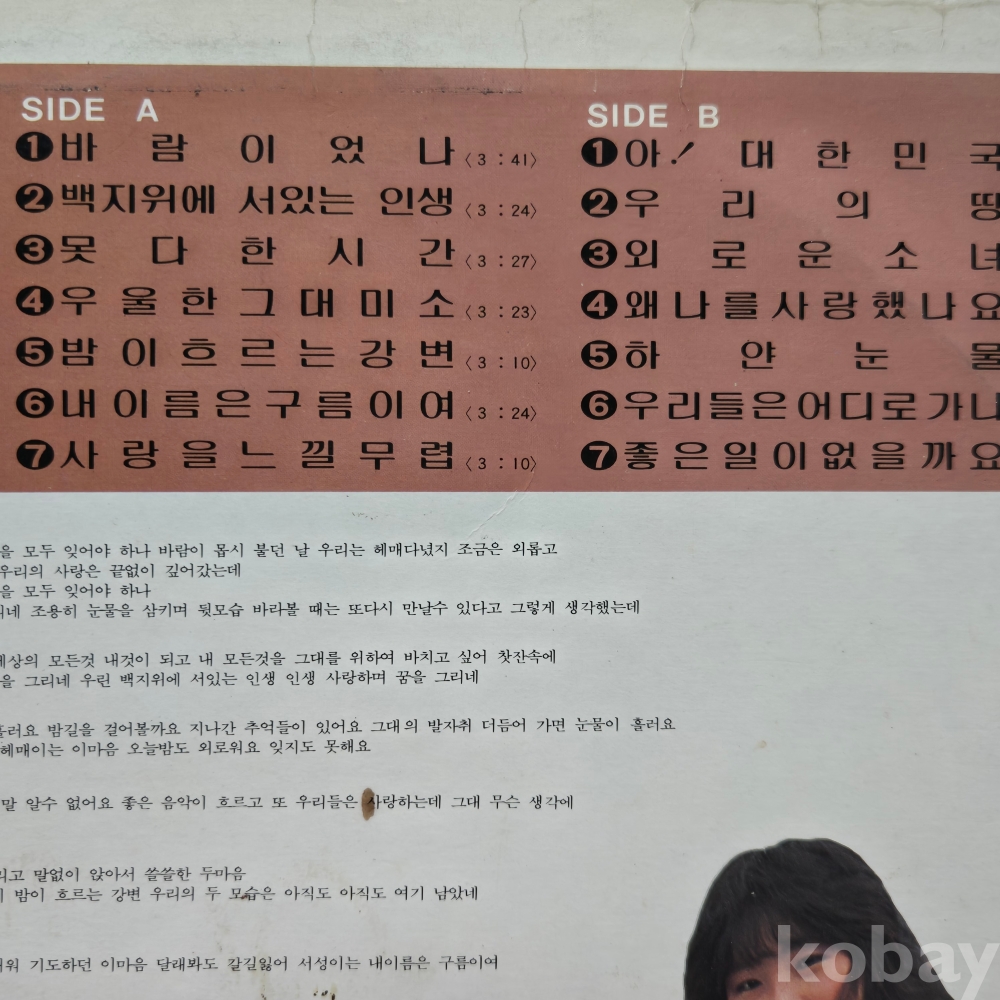 SIDE A
❶바람이었나〈3 : 41〉
❷백지위에 서있는 인생〈3 : 24〉
❸못다한시간〈3 : 27〉
❹우울한그대미소〈3 : 23〉
❺밤이흐르는강변〈3 : 10〉
❻내이름은구름이여〈3 : 24〉
❼사랑을느낄무렵〈3 : 10〉
SIDE B
❶아! 대한민국
❷우리의땅
❸외로운소녀
❹왜나를사랑했나요
❺하얀눈물
❻우리들은어디로가나
❼좋은일이없을까요
을 모두 잊어야 하나 바람이 몹시 불던 날 우리는 헤매다녔지 조금은 외롭고
우리의 사랑은 끝없이 깊어갔는데
을 모두 잊어야 하나
네 조용히 눈물을 삼키며 뒷모습 바라볼 때는 또다시 만날수 있다고 그렇게 생각했는데
세상의 모든것 내것이 되고 내 모든것을 그대를 위하여 바치고 싶어 찻잔속에
을 그리네 우린 백지위에 서있는 인생 인생 사랑하며 꿈을 그리네
흘러요 밤길을 걸어볼까요 지나간 추억들이 있어요 그대의 발자취 더듬어 가면 눈물이 흘러요
헤매이는 이마음 오늘밤도 외로워요 잊지도 못해요
말 알수 없어요 좋은 음악이 흐르고 또 우리들은 사랑하는데 그대 무슨 생각에
리고 말없이 앉아서 쓸쓸한 두마음
밤이 흐르는 강변 우리의 두 모습은 아직도 아직도 여기 남았네
기도하던 이마음 달래봐도 갈길잃어 서성이는 내이름은 구름이여
kobay